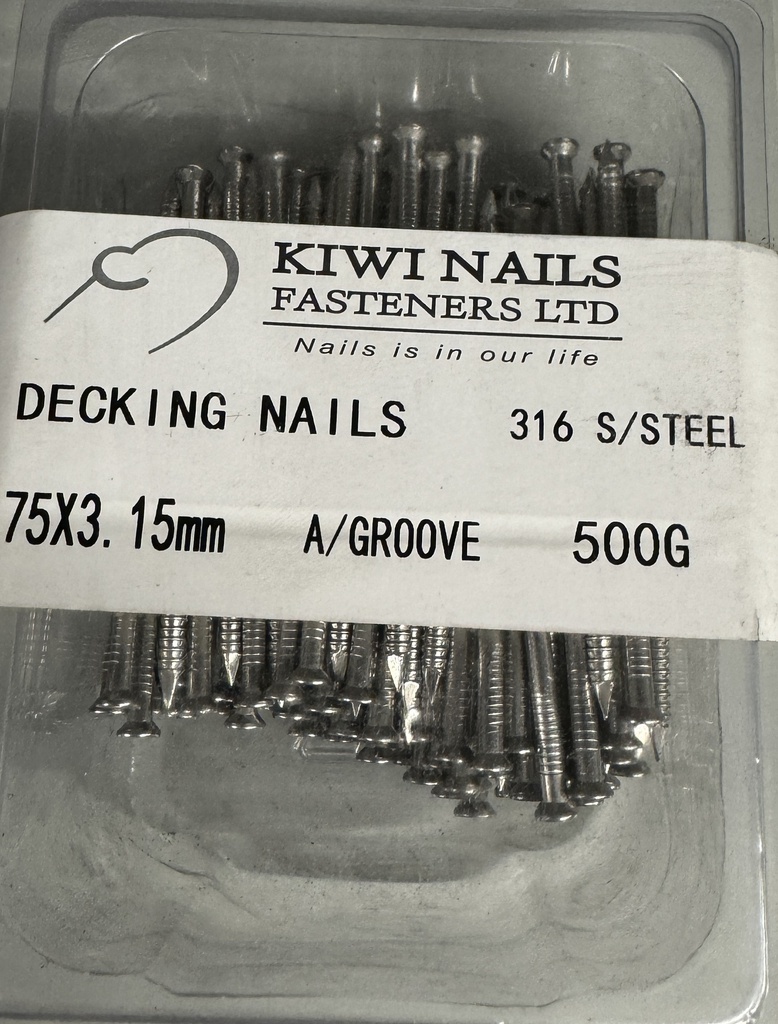 KIWI NAILS
FASTENERS LTD
Nails is in our life
DECKING NAILS 316 S/STEEL
75X3.15mm A/GROOVE 500G